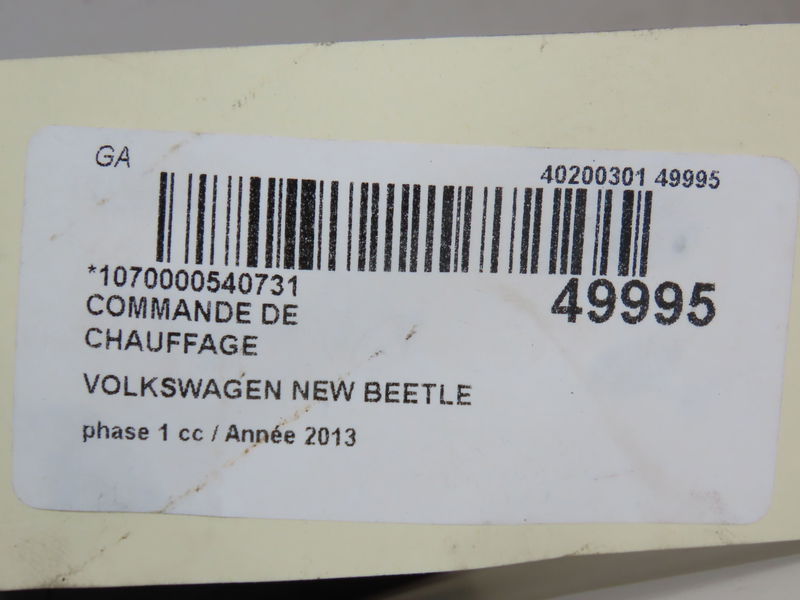 GA
40200301 49995
*1070000540731
49995
COMMANDE DE
CHAUFFAGE
VOLKSWAGEN NEW BEETLE
phase 1 cc / Année 2013